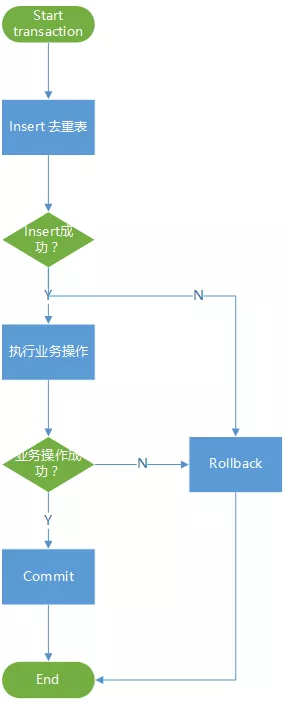 Start
transaction
Insert 去重表
Insert成
功？
Y
N
执行业务操作
业务操作成
功？
N
Rollback
Y
Commit
End